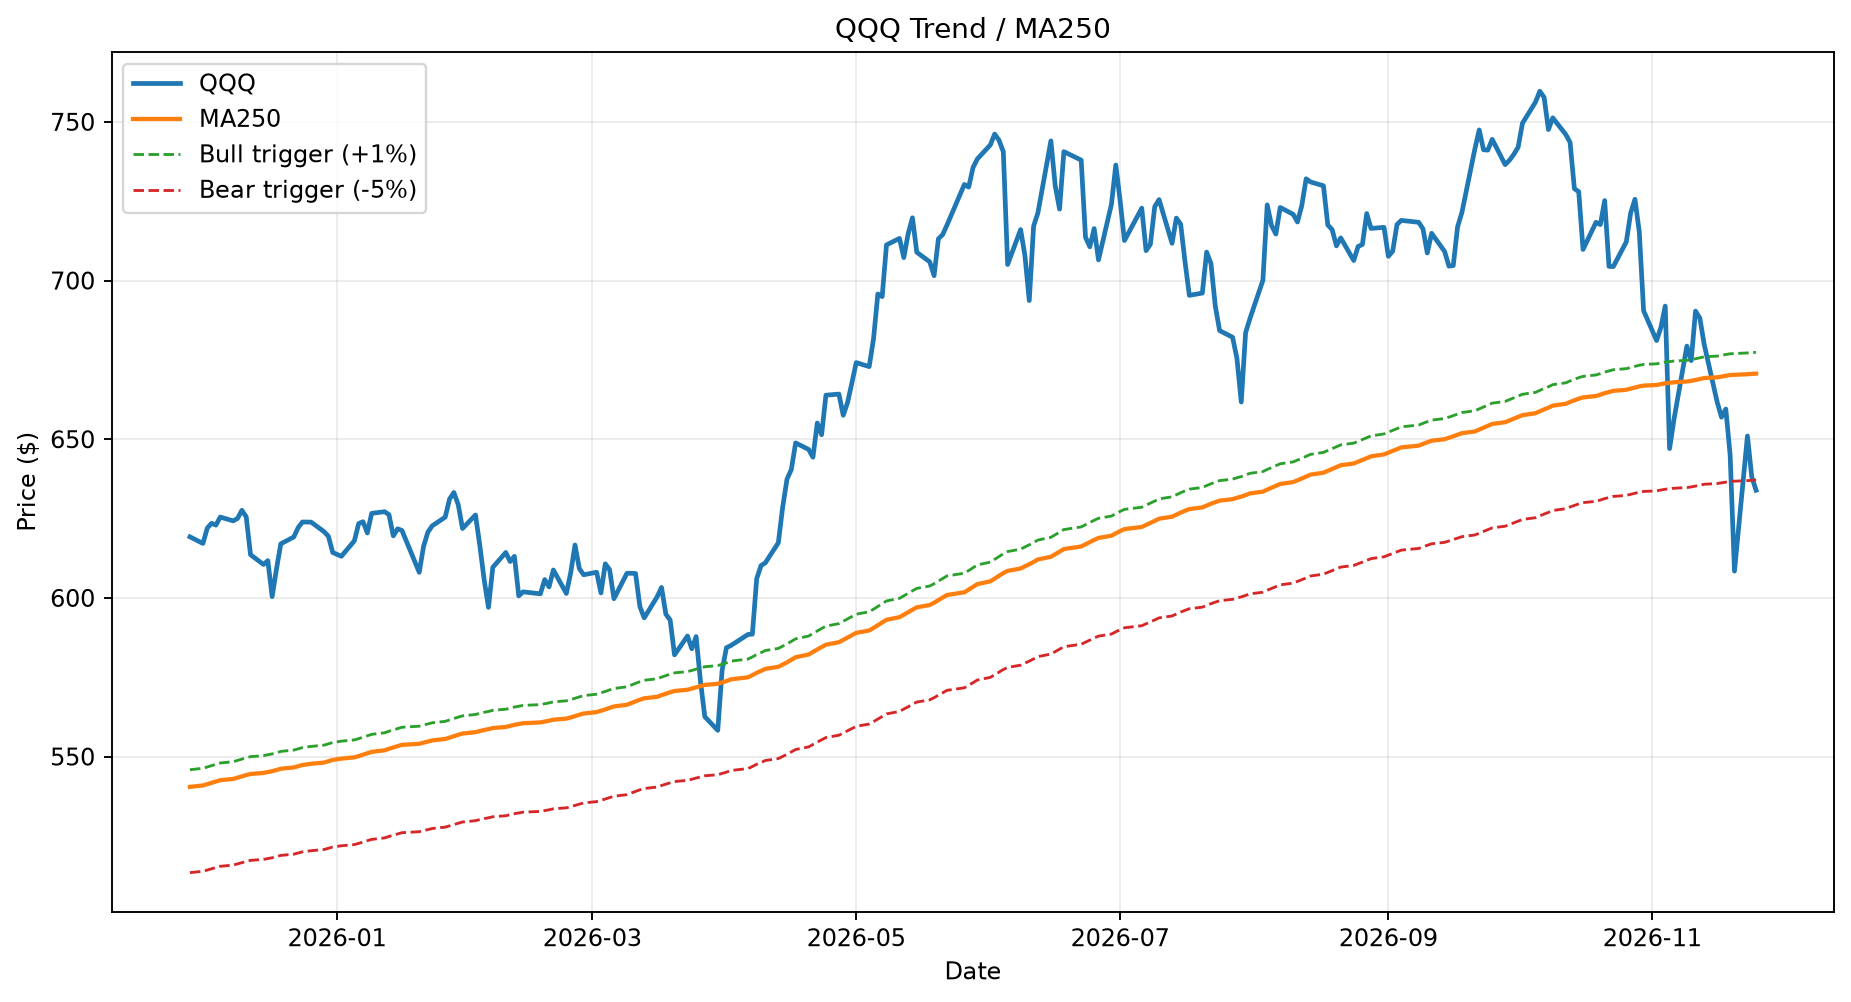 QQQ Trend / MA250
QQQ
MA250
Bull trigger (+1%)
Bear trigger (-5%)
750
700
650
600
550
Price ($)
2026-01
2026-03
2026-05
2026-07
2026-09
2026-11
Date